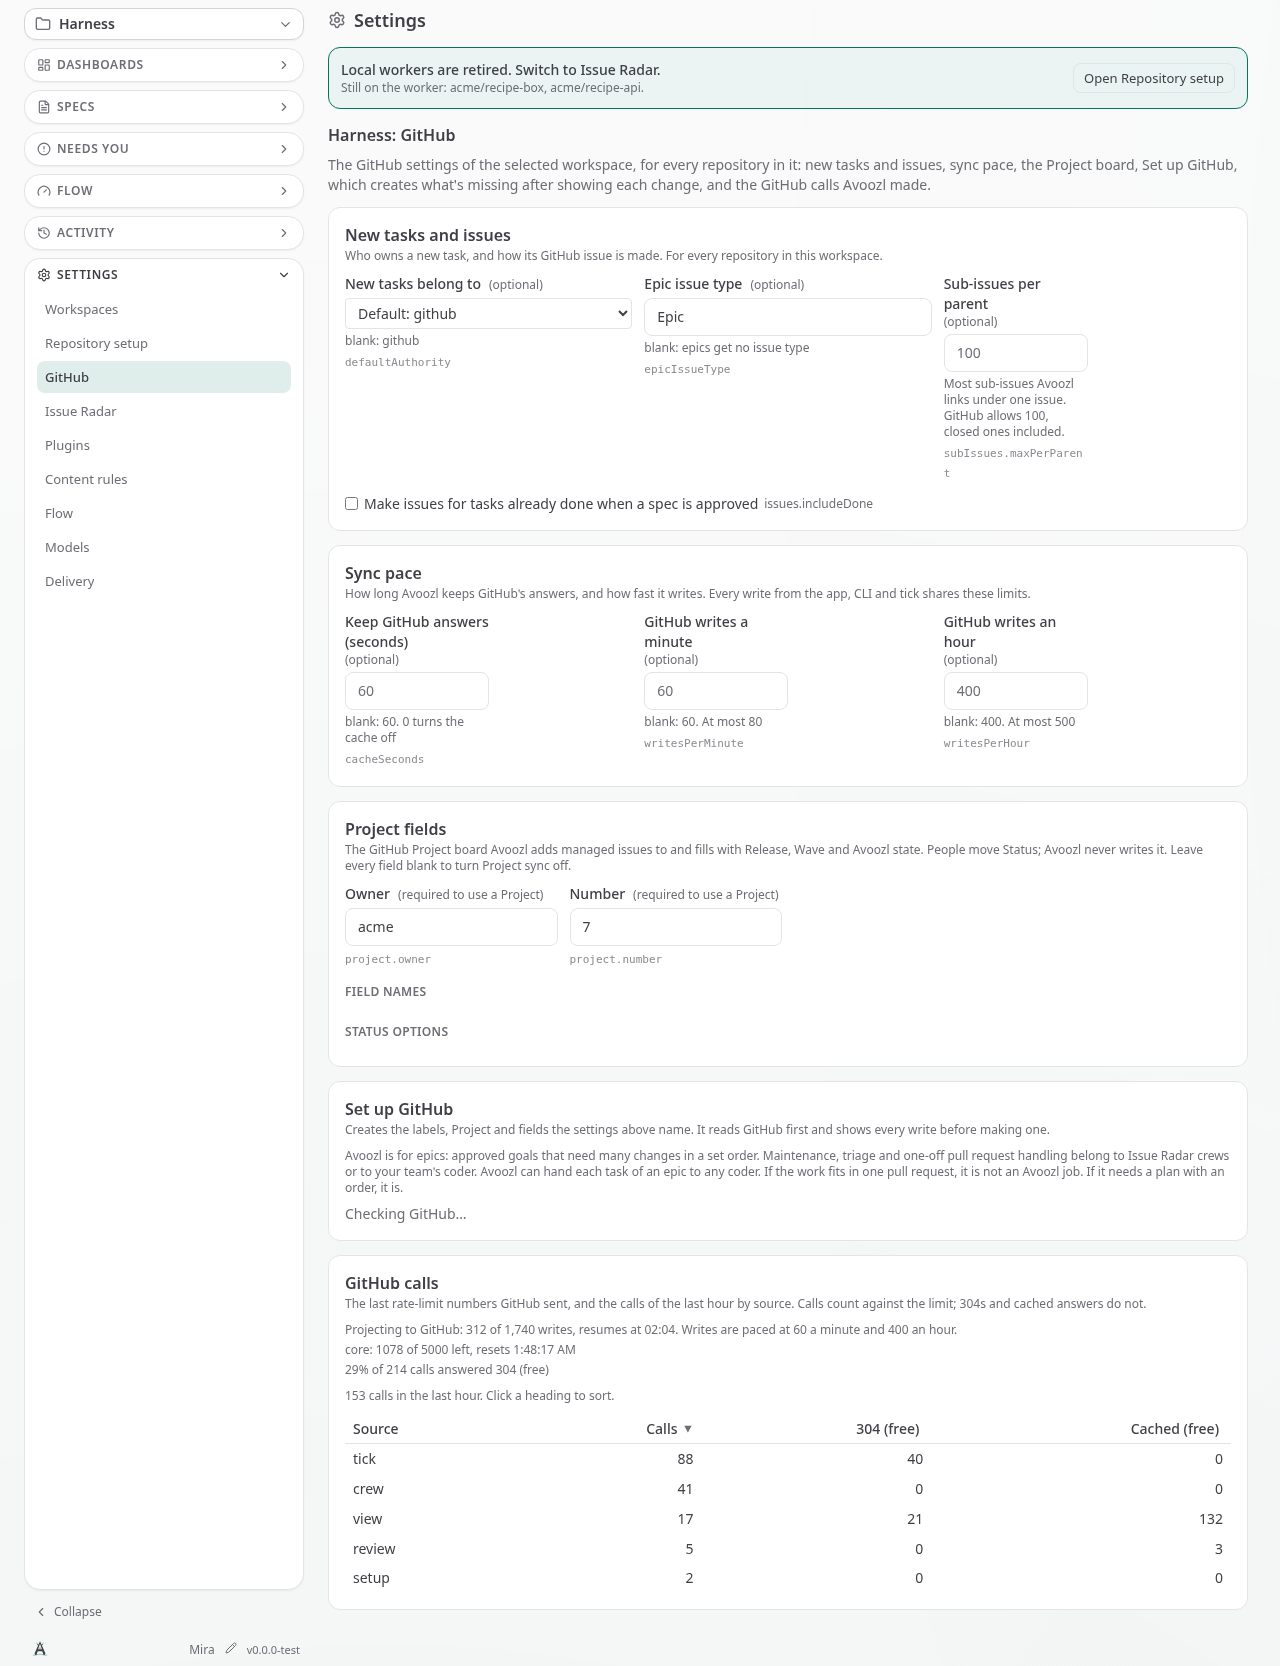 Harness
DASHBOARDS
SPECS
NEEDS YOU
FLOW
ACTIVITY
SETTINGS
Workspaces
Repository setup
GitHub
Issue Radar
Plugins
Content rules
Flow
Models
Delivery
Collapse
Mira
v0.0.0-test
Settings
Local workers are retired. Switch to Issue Radar.
Still on the worker: acme/recipe-box, acme/recipe-api.
Open Repository setup
Harness: GitHub
The GitHub settings of the selected workspace, for every repository in it: new tasks and issues, sync pace, the Project board, Set up GitHub,
which creates what's missing after showing each change, and the GitHub calls Avoozl made.
New tasks and issues
Who owns a new task, and how its GitHub issue is made. For every repository in this workspace.
New tasks belong to (optional)
Default: github
blank: github
defaultAuthority
Epic issue type (optional)
Epic
blank: epics get no issue type
epicIssueType
Sub-issues per
parent
(optional)
100
Most sub-issues Avoozl
links under one issue.
GitHub allows 100,
closed ones included.
subIssues.maxPerParen
t
Make issues for tasks already done when a spec is approved issues.includeDone
Sync pace
How long Avoozl keeps GitHub's answers, and how fast it writes. Every write from the app, CLI and tick shares these limits.
Keep GitHub answers
(seconds)
(optional)
60
blank: 60. 0 turns the
cache off
cacheSeconds
GitHub writes a
minute
(optional)
60
blank: 60. At most 80
writesPerMinute
GitHub writes an
hour
(optional)
400
blank: 400. At most 500
writesPerHour
Project fields
The GitHub Project board Avoozl adds managed issues to and fills with Release, Wave and Avoozl state. People move Status; Avoozl never writes it. Leave
every field blank to turn Project sync off.
Owner (required to use a Project)
acme
project.owner
Number (required to use a Project)
7
project.number
FIELD NAMES
STATUS OPTIONS
Set up GitHub
Creates the labels, Project and fields the settings above name. It reads GitHub first and shows every write before making one.
Avoozl is for epics: approved goals that need many changes in a set order. Maintenance, triage and one-off pull request handling belong to Issue Radar crews
or to your team's coder. Avoozl can hand each task of an epic to any coder. If the work fits in one pull request, it is not an Avoozl job. If it needs a plan with an
order, it is.
Checking GitHub...
GitHub calls
The last rate-limit numbers GitHub sent, and the calls of the last hour by source. Calls count against the limit; 304s and cached answers do not.
Projecting to GitHub: 312 of 1,740 writes, resumes at 02:04. Writes are paced at 60 a minute and 400 an hour.
core: 1078 of 5000 left, resets 1:48:17 AM
29% of 214 calls answered 304 (free)
153 calls in the last hour. Click a heading to sort.
Source Calls ▼ 304 (free) Cached (free)
tick 88 40 0
crew 41 0 0
view 17 21 132
review 5 0 3
setup 2 0 0